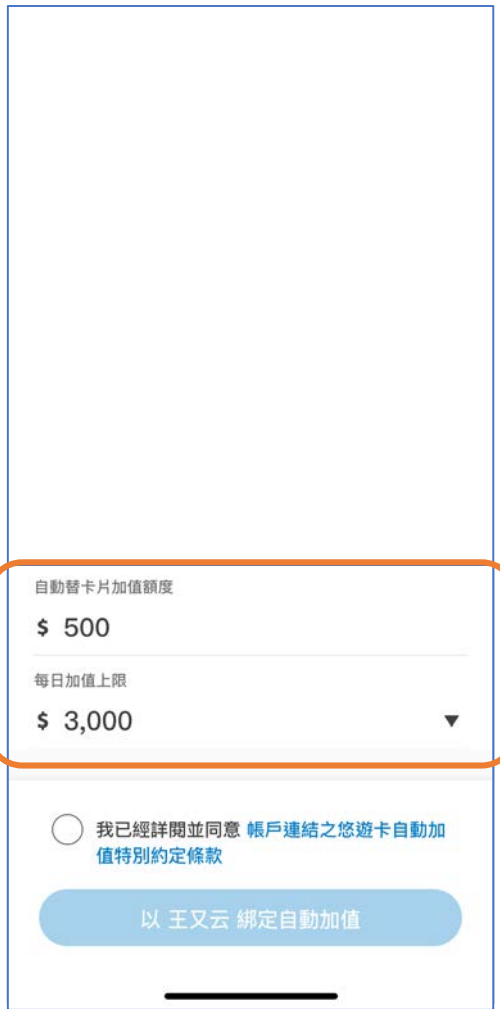 自動替卡片加值額度
$ 500
每日加值上限
$ 3,000
我已經詳閱並同意 帳戶連結之悠遊卡自動加
值特別約定條款
以 王又云 綁定自動加值